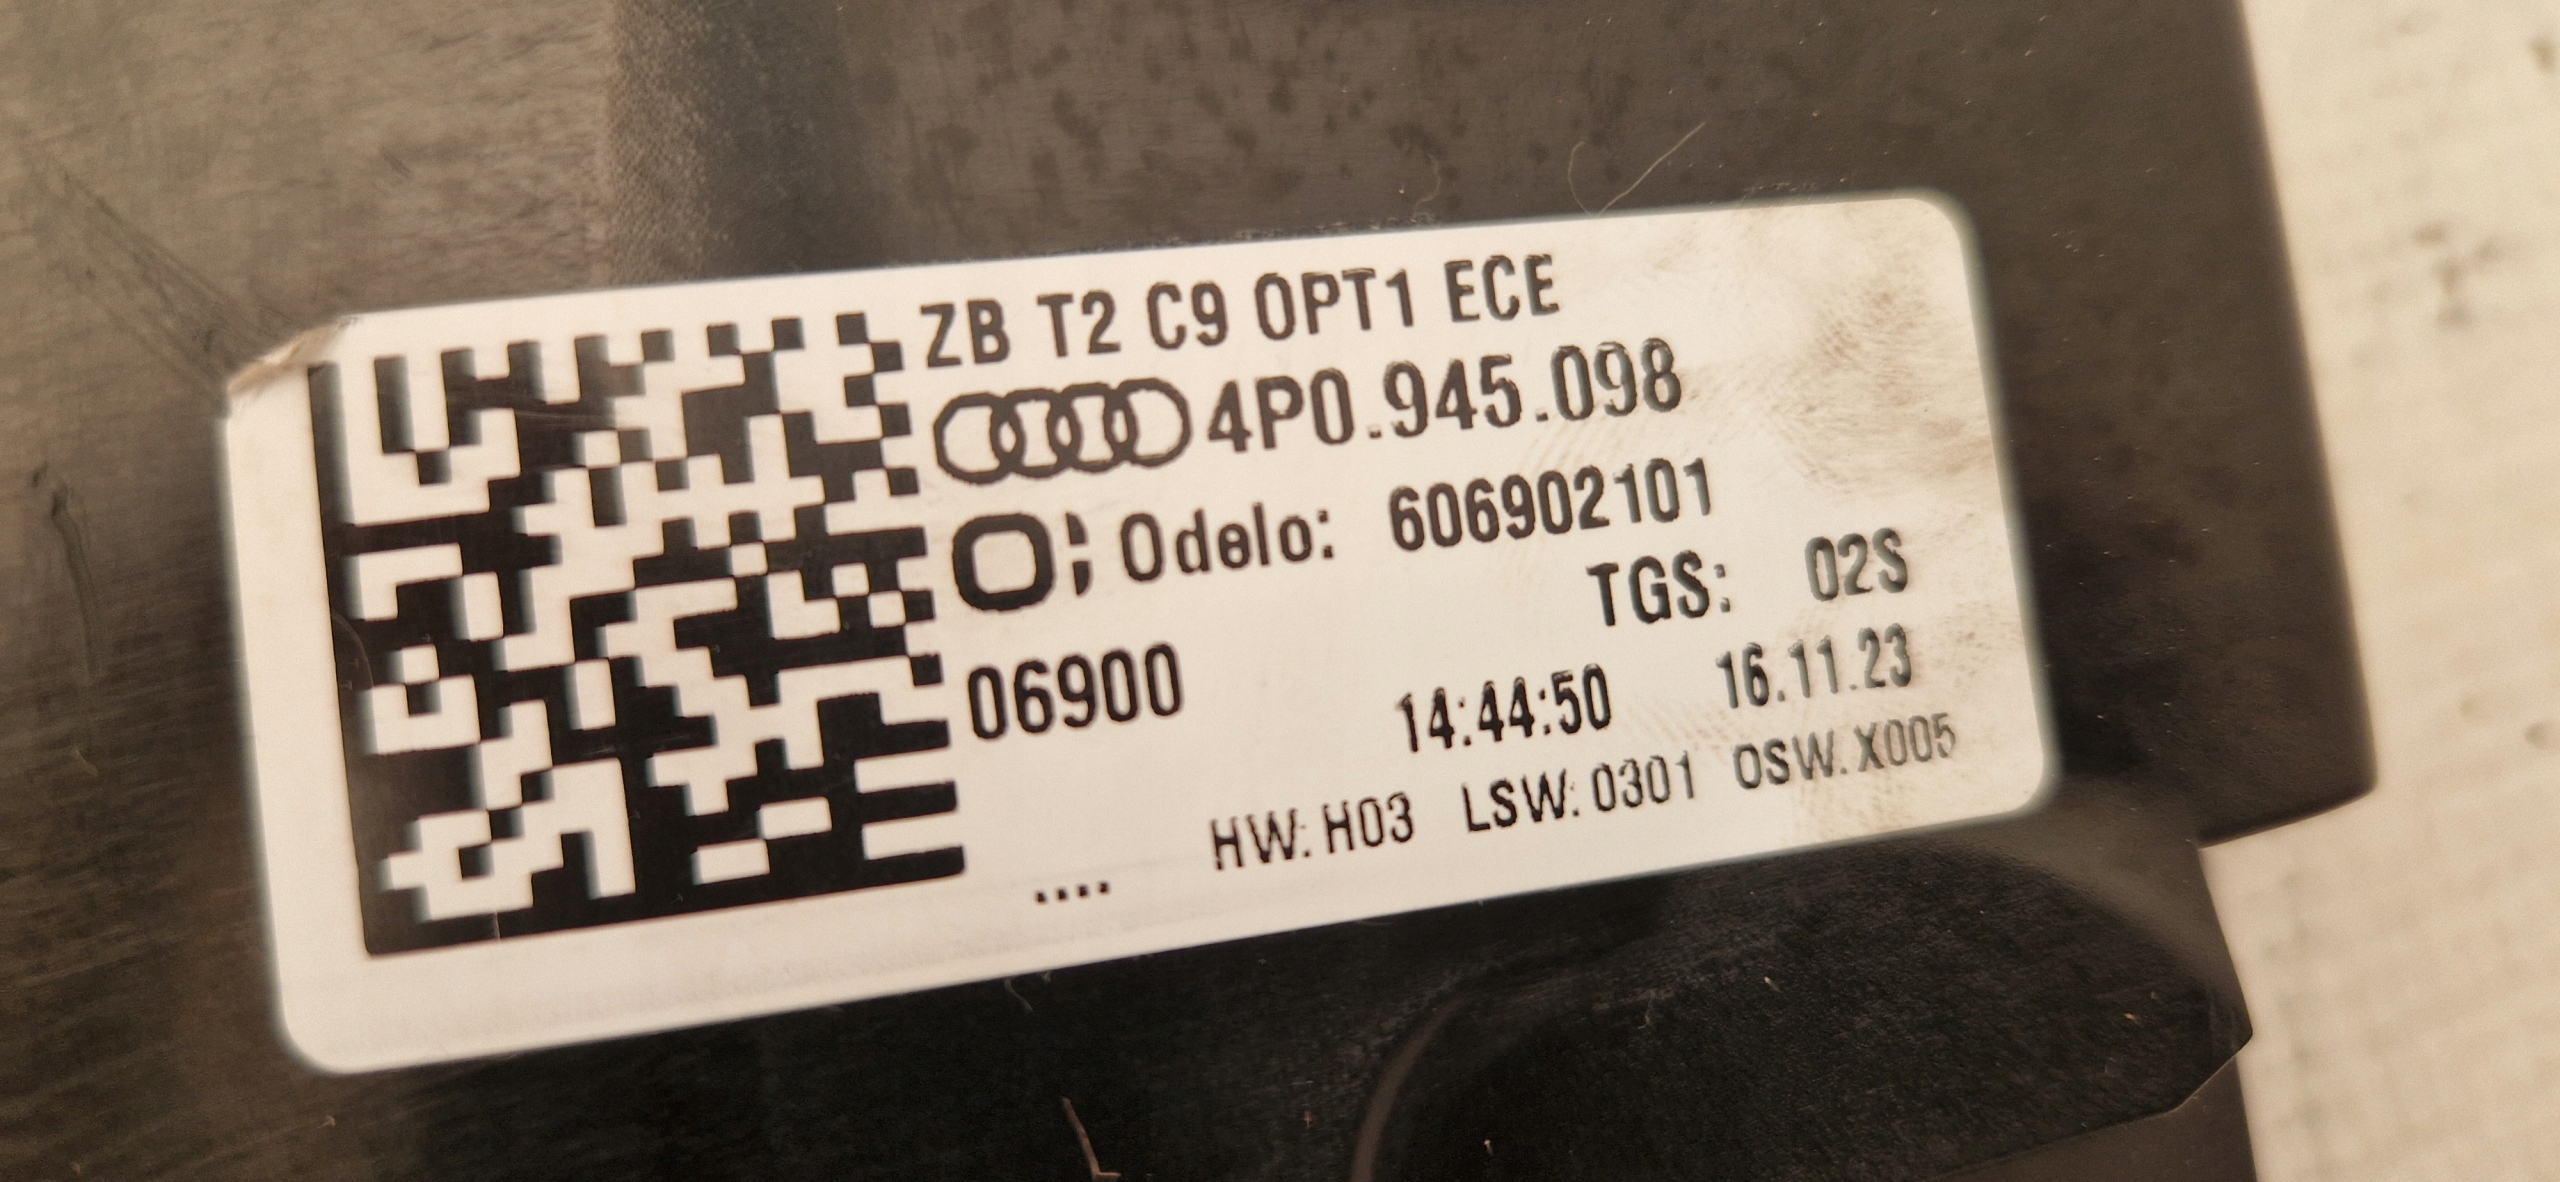 ZB T2 C9 OPT1 ECE
4P0.945.098
Odelo: 606902101
TGS: 02S
06900 14:44:50 16.11.23
.... HW: H03 LSW: 0301 OSW: X005